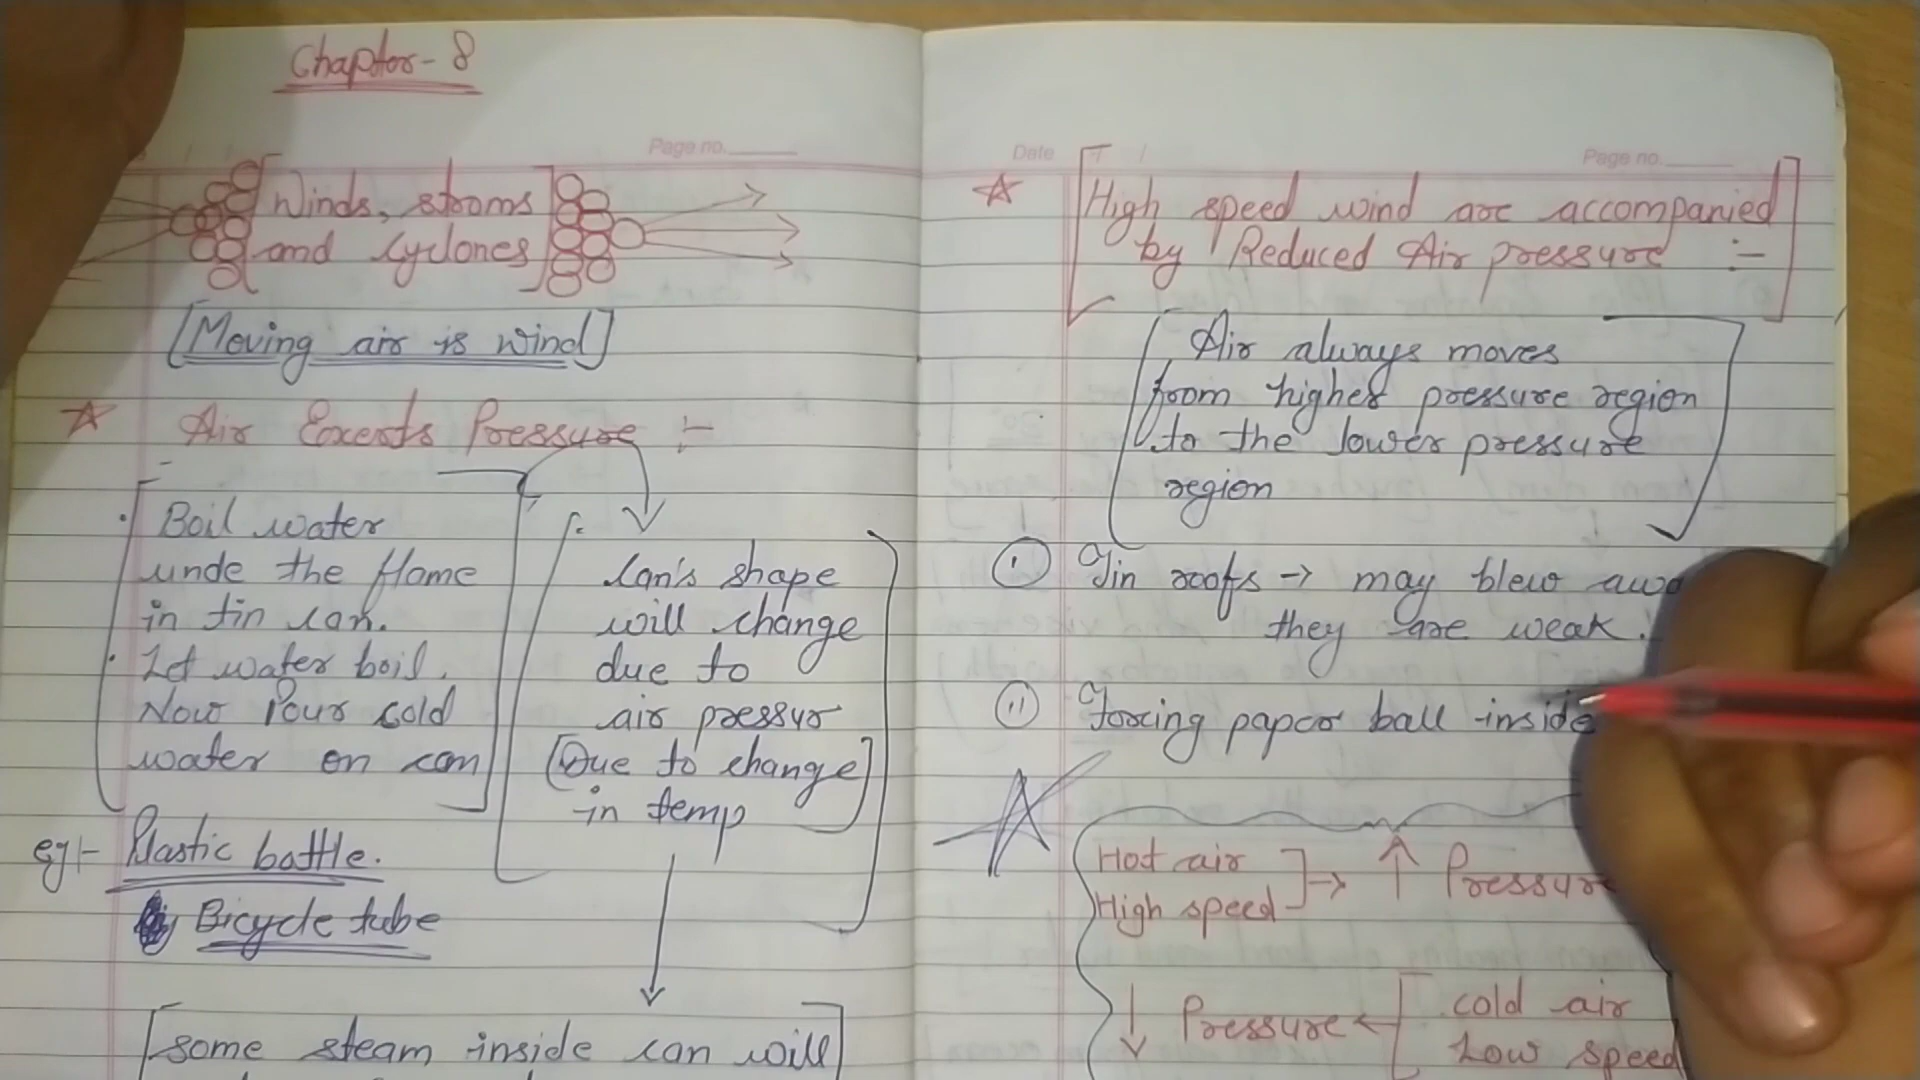 Chapter - 8
Page no.
Winds, stroms
and Cyclones
[Moving air is wind]
☆ Air Exerts Pressure :-
• Boil water
unde the flame
in tin can.
• Let water boil.
Now Pour cold
water on can
Can's shape
will change
due to
air pressur
[Due to change]
in temp
eg:- Plastic bottle.
Bicycle tube
some steam inside can will
Date / /
Page no.
☆ High speed wind are accompanied
by Reduced Air pressure :-
Air always moves
from higher pressure region
to the lower pressure
region
(i) Tin roofs → may blew awa
they are weak.
(ii) Forcing paper ball inside
Hot air
High speed ] → ↑ Pressure
↓ Pressure ← [ cold air
Low speed